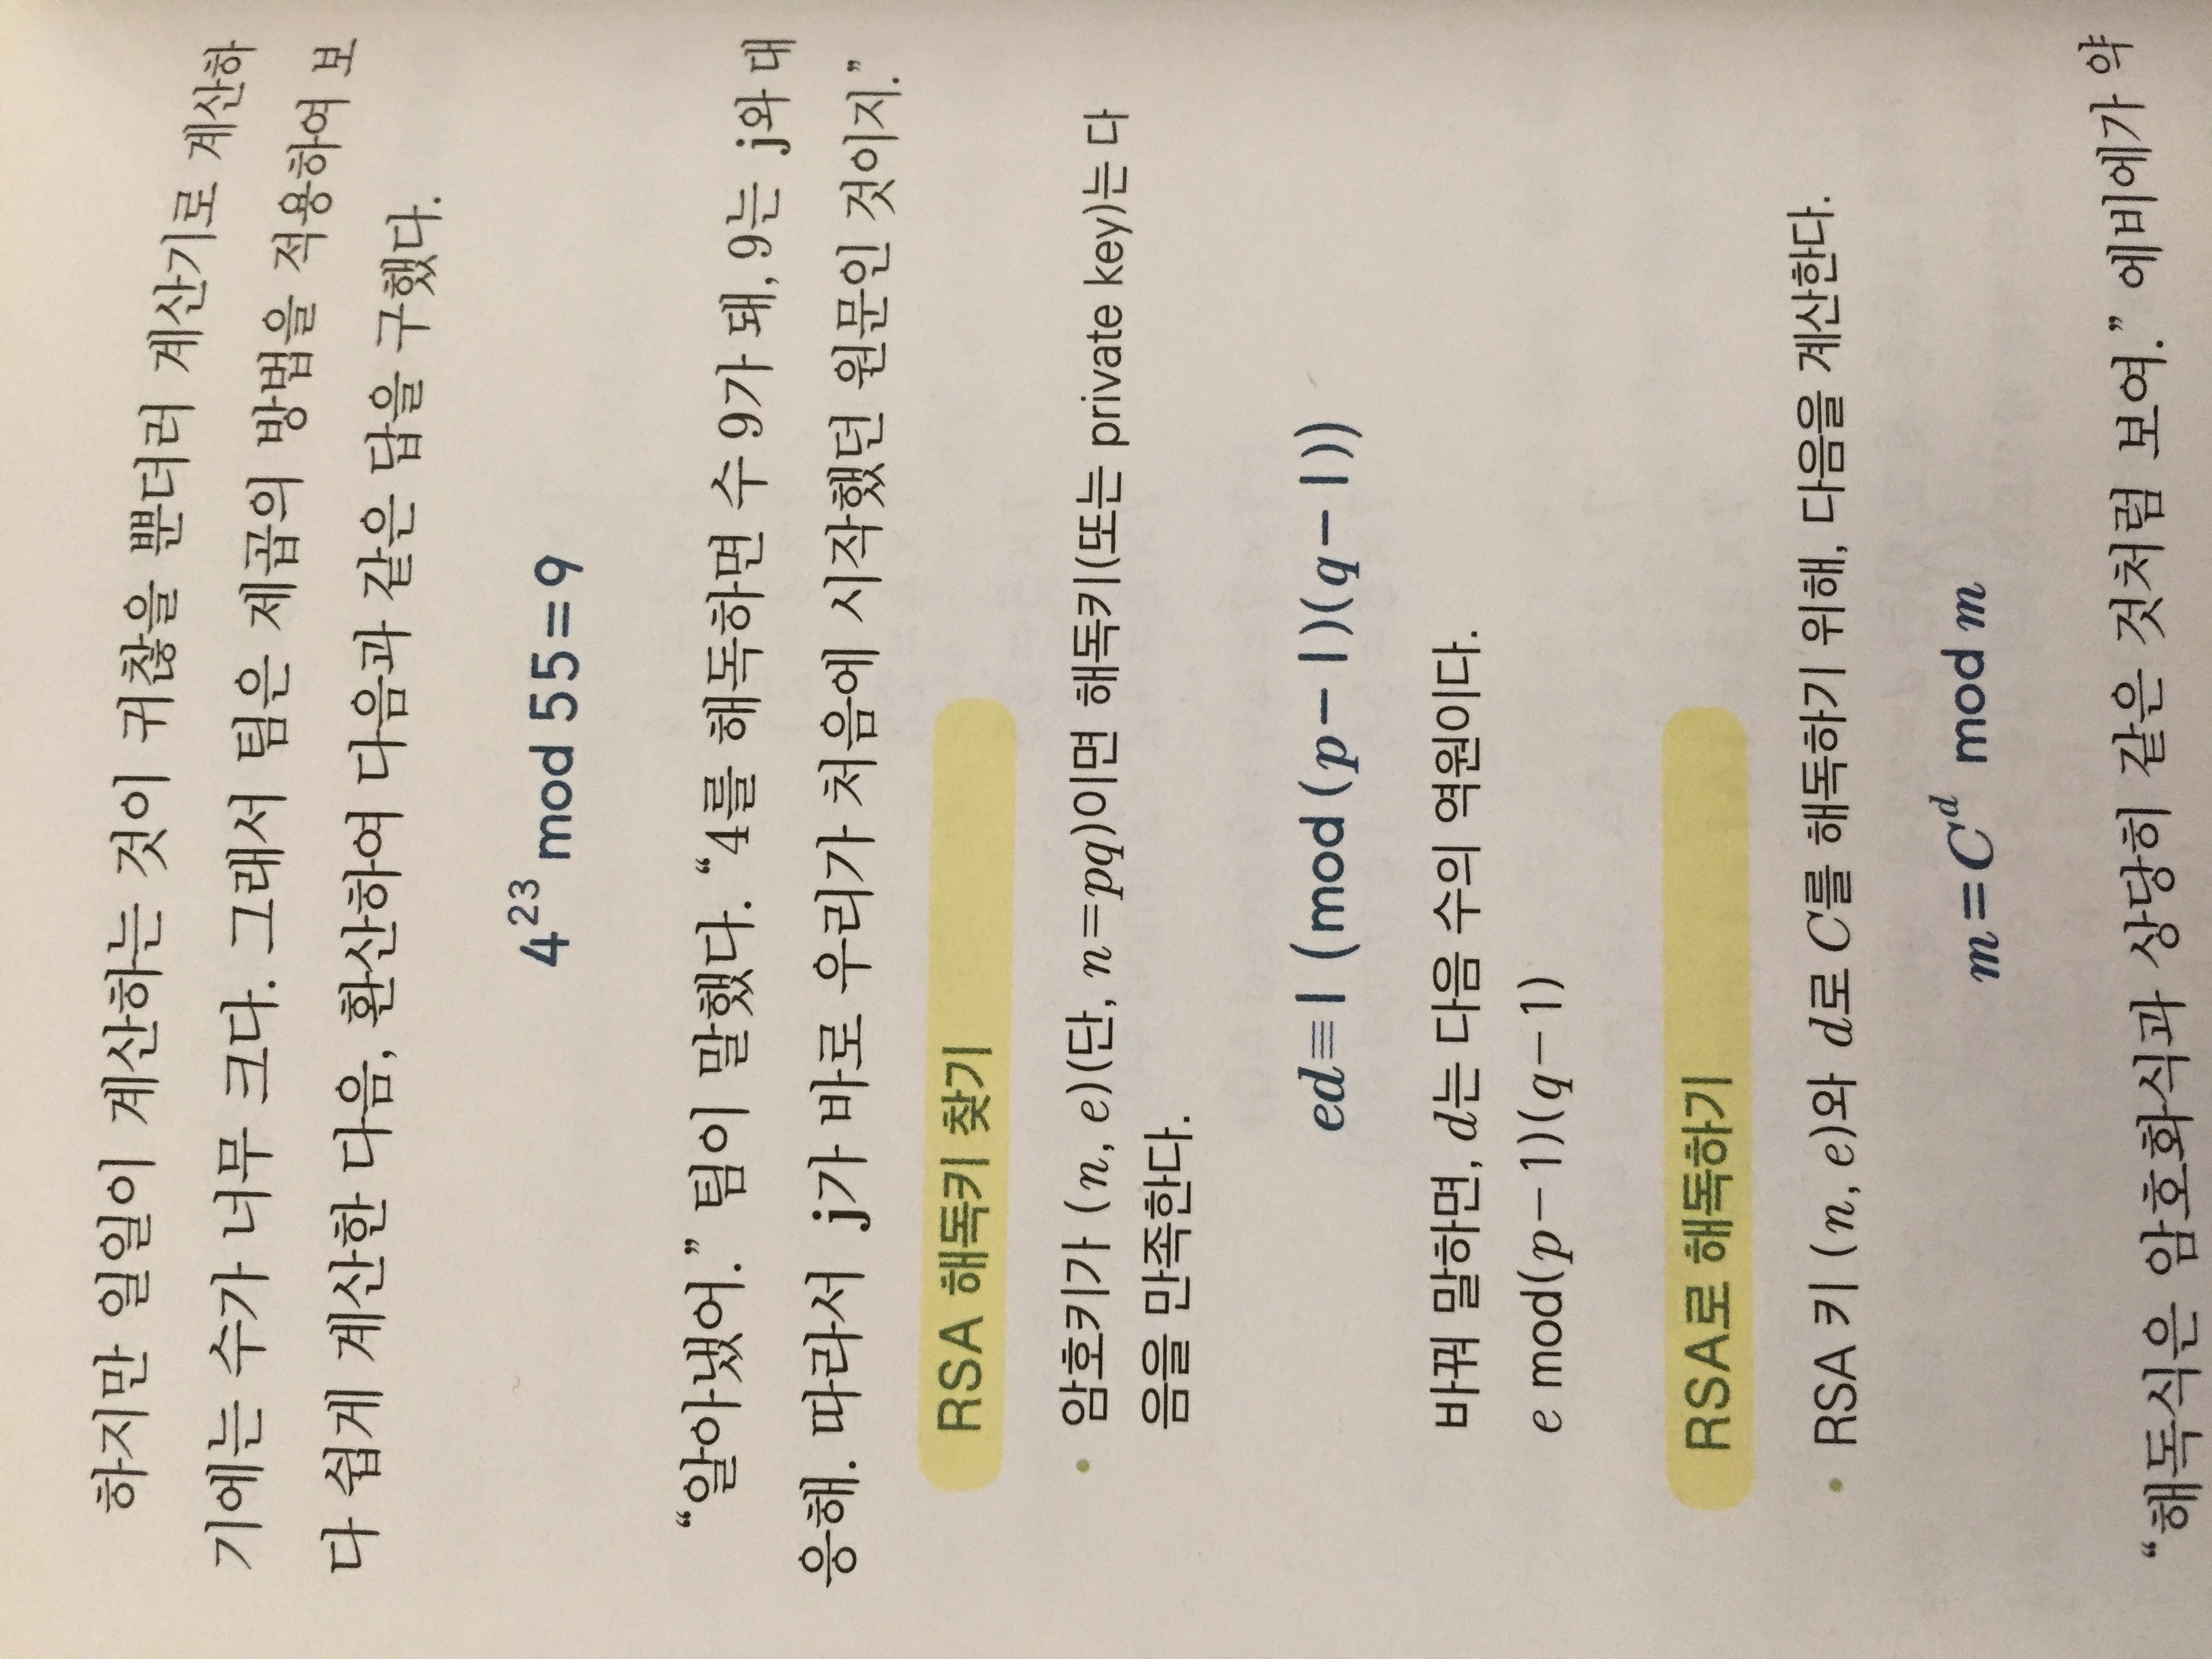 하지만 일일이 계산하는 것이 귀찮을 뿐더러 계산기로 계산하
기에는 수가 너무 크다. 그래서 팀은 제곱의 방법을 적용하여 보
다 쉽게 계산한 다음, 환산하여 다음과 같은 답을 구했다.
4²³ mod 55=9
“알아냈어.” 팀이 말했다. “4를 해독하면 수 9가 돼, 9는 j와 대
응해. 따라서 j가 바로 우리가 처음에 시작했던 원문인 것이지.”
RSA 해독키 찾기
• 암호키가 (n, e)(단, n=pq)이면 해독키(또는 private key)는 다
음을 만족한다.
ed≡1 (mod (p−1)(q−1))
바꿔 말하면, d는 다음 수의 역원이다.
e mod(p−1)(q−1)
RSA로 해독하기
• RSA 키 (n, e)와 d로 C를 해독하기 위해, 다음을 계산한다.
m=Cᵈ mod m
“해독식은 암호화식과 상당히 같은 것처럼 보여.” 에비에가 약